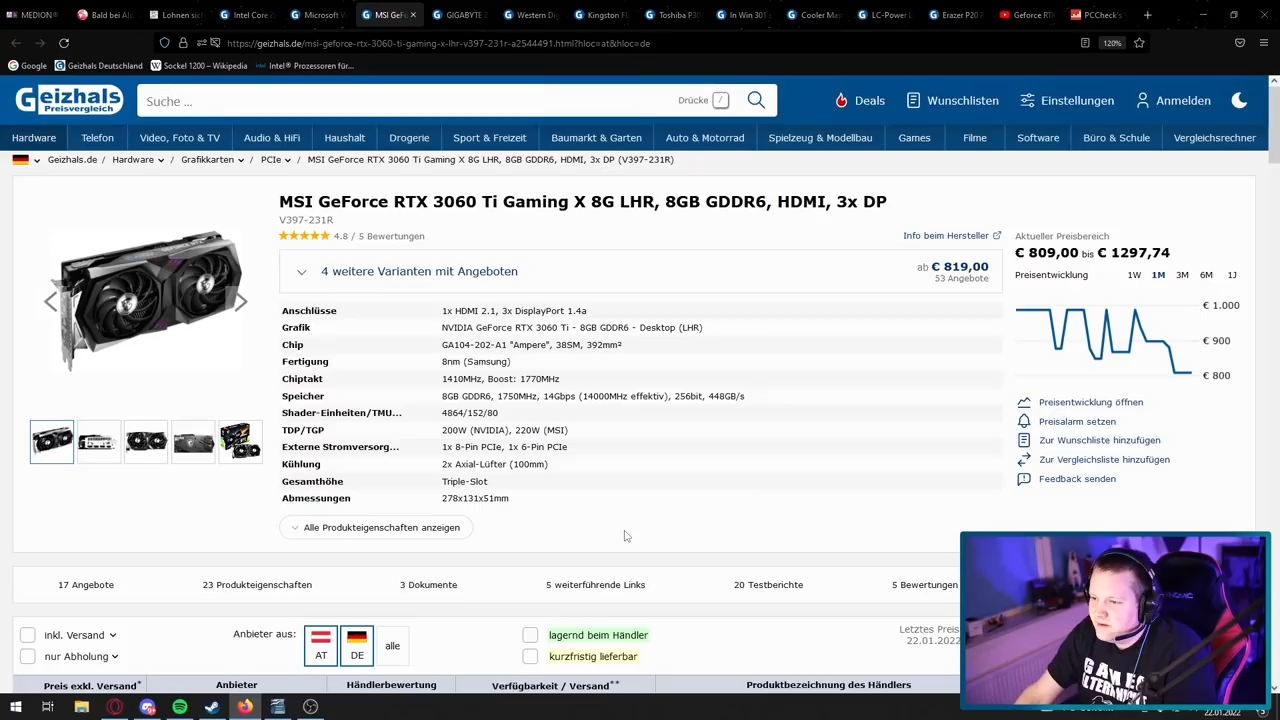 MEDION®
Bald bei Ald
Lohnen sich
Intel Core
Microsoft V
MSI GeF
GIGABYTE Z
Western Dig
Kingston FU
Toshiba P30
In Win 301
Cooler Mas
LC-Power
Erazer P20
Geforce RTX
PCCheck's
https://geizhals.de/msi-geforce-rtx-3060-ti-gaming-x-lhr-v397-231r-a2544491.html?hloc=at&hloc=de
120%
Google
Geizhals Deutschland
Sockel 1200 – Wikipedia
Intel® Prozessoren für...
Geizhals
Preisvergleich
Suche ...
Drücke /
Deals
Wunschlisten
Einstellungen
Anmelden
Hardware
Telefon
Video, Foto & TV
Audio & HiFi
Haushalt
Drogerie
Sport & Freizeit
Baumarkt & Garten
Auto & Motorrad
Spielzeug & Modellbau
Games
Filme
Software
Büro & Schule
Vergleichsrechner
Geizhals.de / Hardware / Grafikkarten / PCIe / MSI GeForce RTX 3060 Ti Gaming X 8G LHR, 8GB GDDR6, HDMI, 3x DP (V397-231R)
MSI GeForce RTX 3060 Ti Gaming X 8G LHR, 8GB GDDR6, HDMI, 3x DP
V397-231R
4.8 / 5 Bewertungen
Info beim Hersteller
4 weitere Varianten mit Angeboten
ab € 819,00
53 Angebote
Anschlüsse 1x HDMI 2.1, 3x DisplayPort 1.4a
Grafik NVIDIA GeForce RTX 3060 Ti - 8GB GDDR6 - Desktop (LHR)
Chip GA104-202-A1 "Ampere", 38SM, 392mm²
Fertigung 8nm (Samsung)
Chiptakt 1410MHz, Boost: 1770MHz
Speicher 8GB GDDR6, 1750MHz, 14Gbps (14000MHz effektiv), 256bit, 448GB/s
Shader-Einheiten/TMU... 4864/152/80
TDP/TGP 200W (NVIDIA), 220W (MSI)
Externe Stromversorg... 1x 8-Pin PCIe, 1x 6-Pin PCIe
Kühlung 2x Axial-Lüfter (100mm)
Gesamthöhe Triple-Slot
Abmessungen 278x131x51mm
Alle Produkteigenschaften anzeigen
Aktueller Preisbereich
€ 809,00 bis € 1297,74
Preisentwicklung 1W 1M 3M 6M 1J
€ 1.000
€ 900
€ 800
Preisentwicklung öffnen
Preisalarm setzen
Zur Wunschliste hinzufügen
Zur Vergleichsliste hinzufügen
Feedback senden
17 Angebote
23 Produkteigenschaften
3 Dokumente
5 weiterführende Links
20 Testberichte
5 Bewertungen
inkl. Versand
nur Abholung
Anbieter aus:
AT
DE
alle
lagernd beim Händler
kurzfristig lieferbar
Letztes Preis
22.01.2022
Preis exkl. Versand*
Anbieter
Händlerbewertung
Verfügbarkeit / Versand**
Produktbezeichnung des Händlers
GAMES
22.01.2022